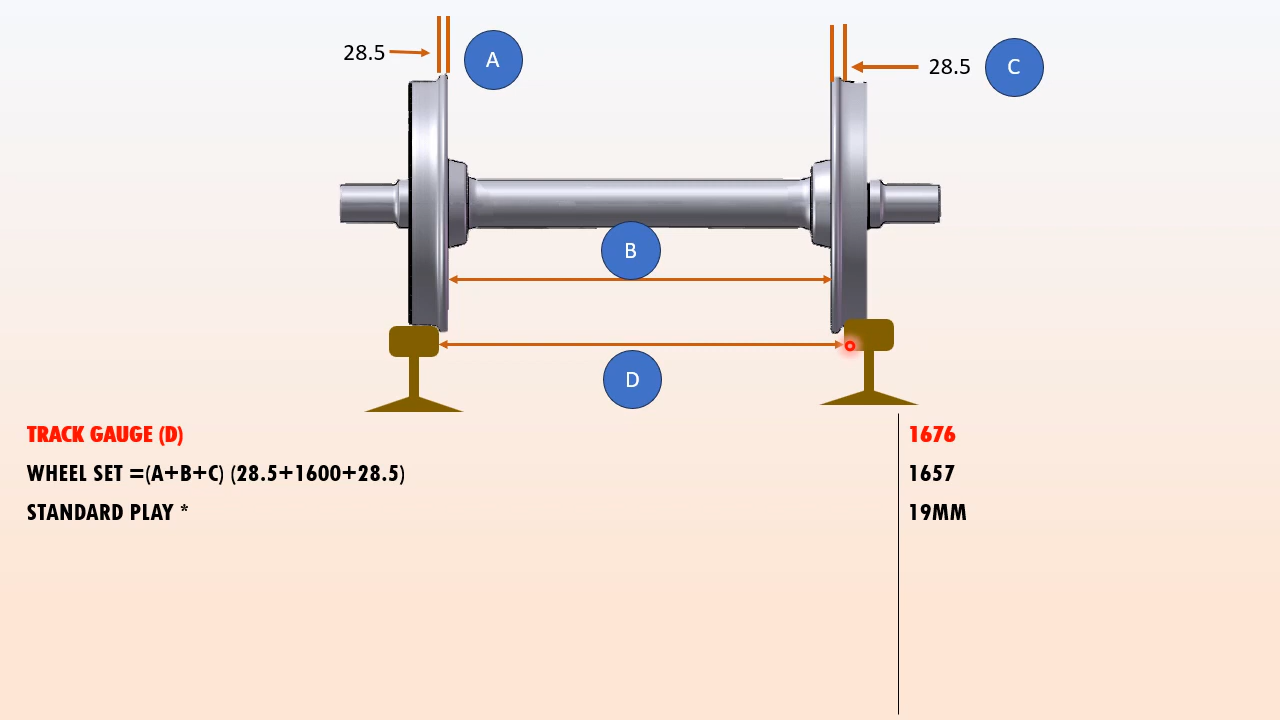 28.5
A
28.5
C
B
D
TRACK GAUGE (D) 1676
WHEEL SET =(A+B+C) (28.5+1600+28.5) 1657
STANDARD PLAY * 19MM